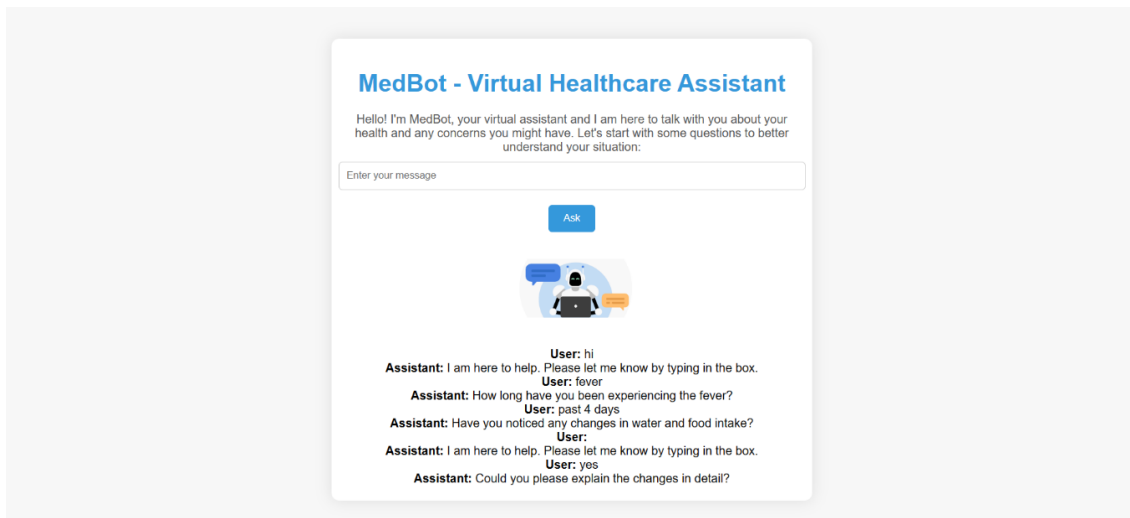 MedBot - Virtual Healthcare Assistant
Hello! I'm MedBot, your virtual assistant and I am here to talk with you about your
health and any concerns you might have. Let's start with some questions to better
understand your situation:
Enter your message
Ask
User: hi
Assistant: I am here to help. Please let me know by typing in the box.
User: fever
Assistant: How long have you been experiencing the fever?
User: past 4 days
Assistant: Have you noticed any changes in water and food intake?
User:
Assistant: I am here to help. Please let me know by typing in the box.
User: yes
Assistant: Could you please explain the changes in detail?